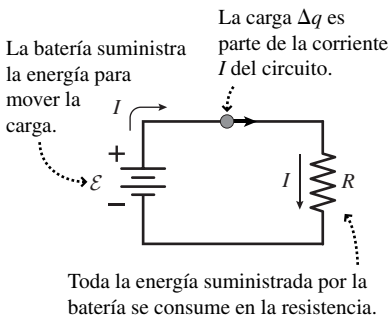 La carga Δq es
parte de la corriente
I del circuito.
La batería suministra
la energía para
mover la
carga.
I
+
ℰ
−
I
R
Toda la energía suministrada por la
batería se consume en la resistencia.